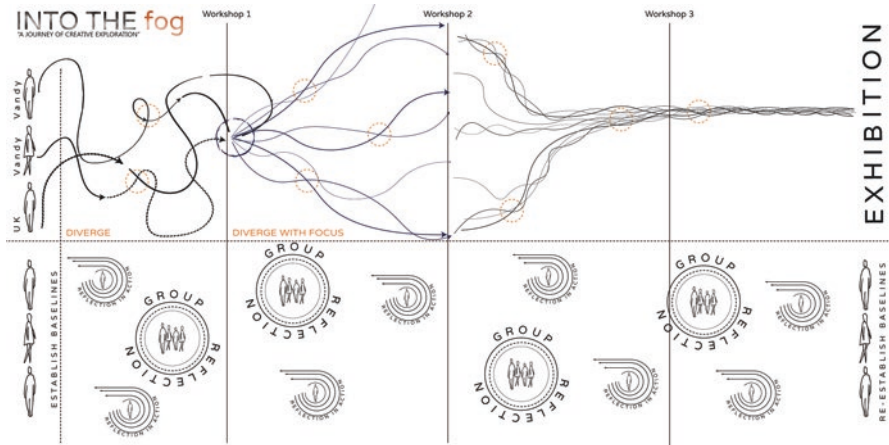 INTO THE fog
"A JOURNEY OF CREATIVE EXPLORATION"
Workshop 1
Workshop 2
Workshop 3
Vandy
Vandy
UK
DIVERGE
DIVERGE WITH FOCUS
EXHIBITION
ESTABLISH BASELINES
REFLECTION IN ACTION
GROUP REFLECTION
REFLECTION IN ACTION
GROUP REFLECTION
REFLECTION IN ACTION
REFLECTION IN ACTION
REFLECTION IN ACTION
GROUP REFLECTION
REFLECTION IN ACTION
GROUP REFLECTION
REFLECTION IN ACTION
REFLECTION IN ACTION
RE-ESTABLISH BASELINES